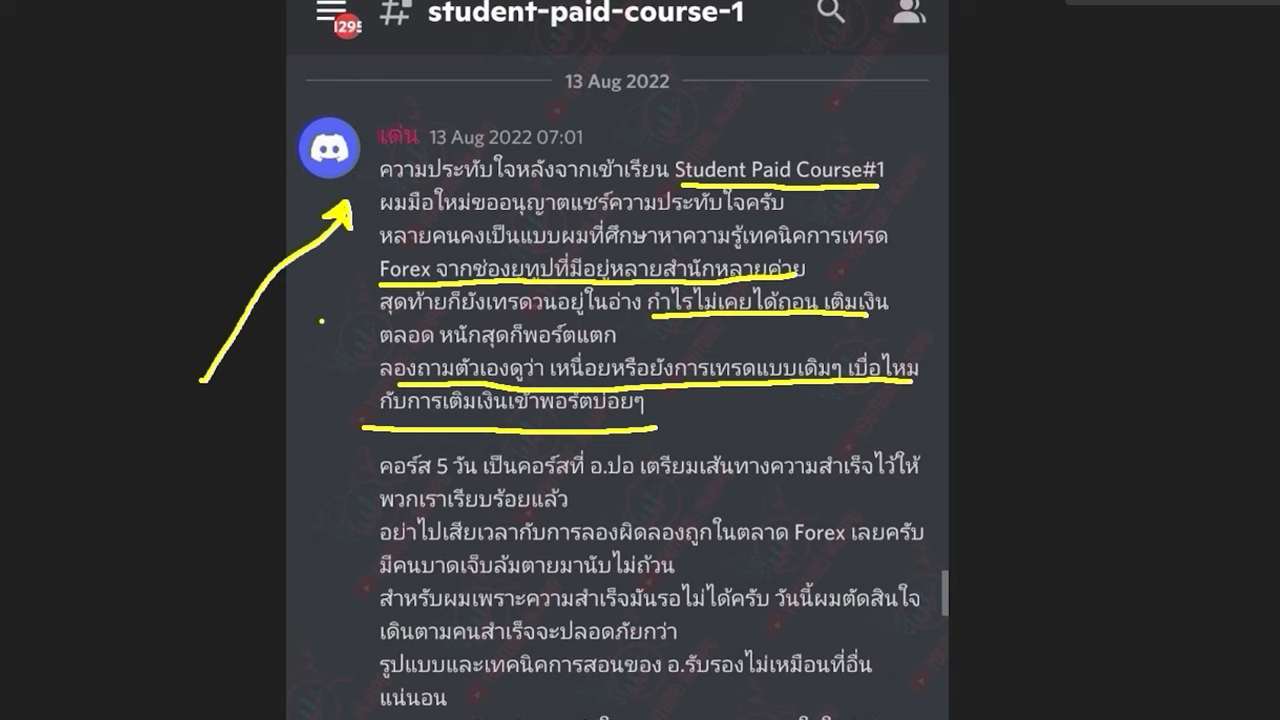 student-paid-course-1
13 Aug 2022
เด่น 13 Aug 2022 07:01
ความประทับใจหลังจากเข้าเรียน Student Paid Course#1
ผมมือใหม่ขออนุญาตแชร์ความประทับใจครับ
หลายคนคงเป็นแบบผมที่ศึกษาหาความรู้เทคนิคการเทรด
Forex จากช่องยูทูปที่มีอยู่หลายสำนักหลายค่าย
สุดท้ายก็ยังเทรดวนอยู่ในอ่าง กำไรไม่เคยได้ถอน เติมเงิน
ตลอด หนักสุดก็พอร์ตแตก
ลองถามตัวเองดูว่า เหนื่อยหรือยังการเทรดแบบเดิมๆ เบื่อไหม
กับการเติมเงินเข้าพอร์ตบ่อยๆ
คอร์ส 5 วัน เป็นคอร์สที่ อ.ปอ เตรียมเส้นทางความสำเร็จไว้ให้
พวกเราเรียบร้อยแล้ว
อย่าไปเสียเวลากับการลองผิดลองถูกในตลาด Forex เลยครับ
มีคนบาดเจ็บล้มตายมานับไม่ถ้วน
สำหรับผมเพราะความสำเร็จมันรอไม่ได้ครับ วันนี้ผมตัดสินใจ
เดินตามคนสำเร็จจะปลอดภัยกว่า
รูปแบบและเทคนิคการสอนของ อ.รับรองไม่เหมือนที่อื่น
แน่นอน